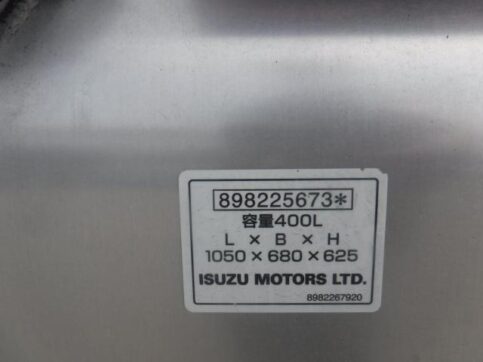 898225673*
容量400L
L × B × H
1050 × 680 × 625
ISUZU MOTORS LTD.
8982267920